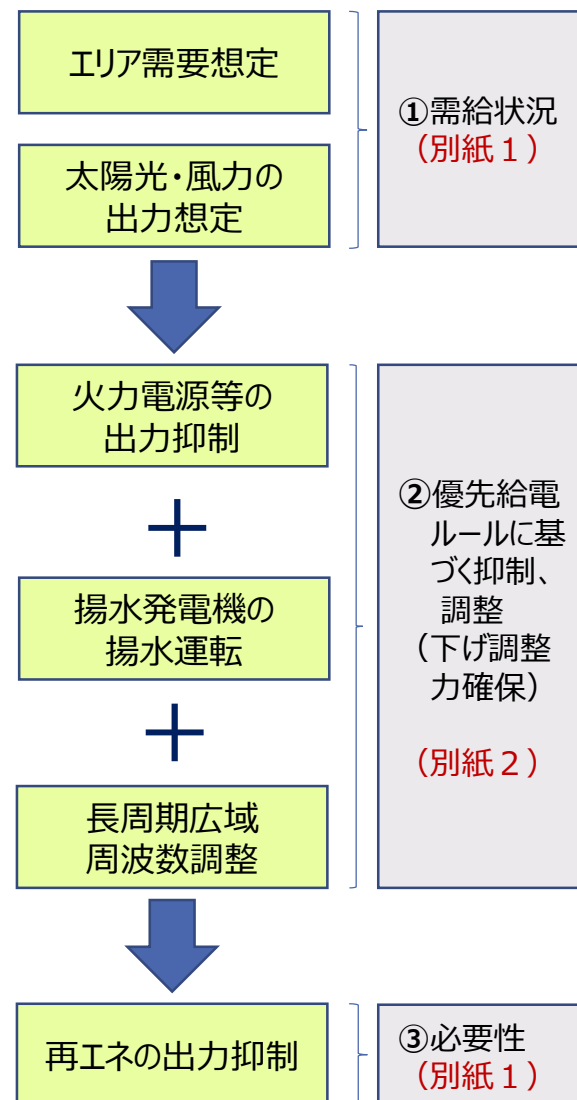 エリア需要想定
太陽光・風力の
出力想定
①需給状況
（別紙１）
火力電源等の
出力抑制
＋
揚水発電機の
揚水運転
＋
長周期広域
周波数調整
②優先給電
ルールに基
づく抑制、
調整
（下げ調整
力確保）
（別紙２）
再エネの出力抑制
③必要性
（別紙１）